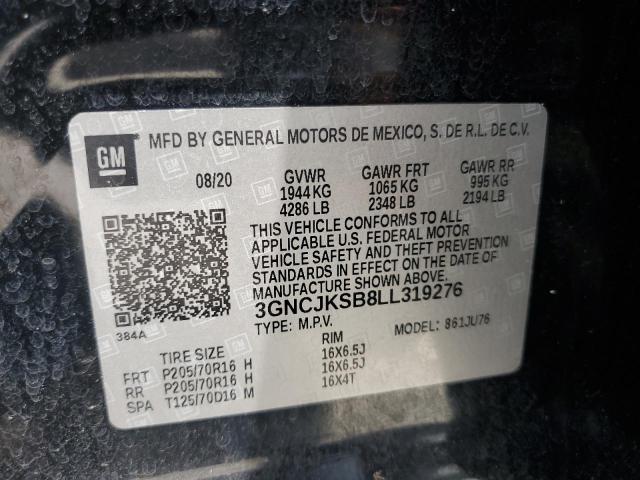 GM
MFD BY GENERAL MOTORS DE MEXICO, S. DE R.L. DE C.V.
08/20 GVWR GAWR FRT GAWR RR
1944 KG 1065 KG 995 KG
4286 LB 2348 LB 2194 LB
THIS VEHICLE CONFORMS TO ALL
APPLICABLE U.S. FEDERAL MOTOR
VEHICLE SAFETY AND THEFT PREVENTION
STANDARDS IN EFFECT ON THE DATE OF
MANUFACTURE SHOWN ABOVE.
3GNCJKSB8LL319276
TYPE: M.P.V. MODEL: 861JU76
384A
TIRE SIZE RIM
FRT P205/70R16 H 16X6.5J
RR P205/70R16 H 16X6.5J
SPA T125/70D16 M 16X4T